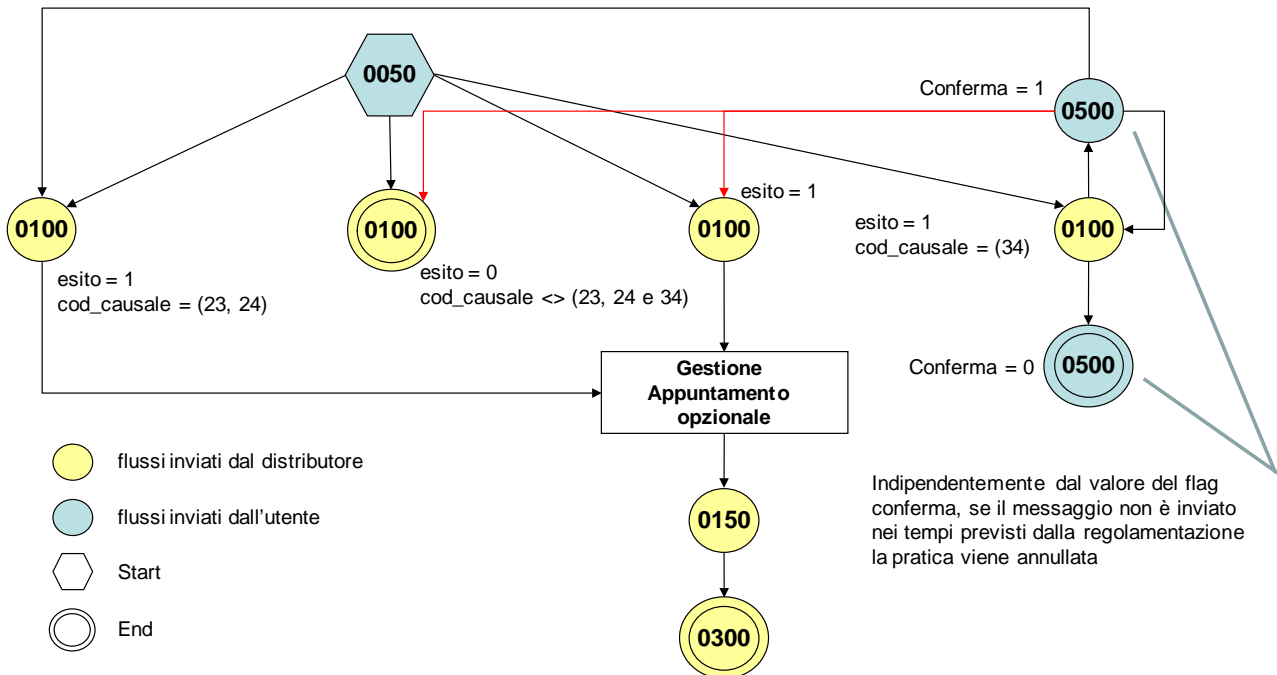 0050
Conferma = 1
0500
0100
0100
esito = 1
0100
esito = 1
cod_causale = (34)
0100
esito = 1
cod_causale = (23, 24)
esito = 0
cod_causale <> (23, 24 e 34)
Gestione
Appuntamento
opzionale
Conferma = 0
0500
flussi inviati dal distributore
flussi inviati dall'utente
Start
End
0150
0300
Indipendentemente dal valore del flag
conferma, se il messaggio non è inviato
nei tempi previsti dalla regolamentazione
la pratica viene annullata